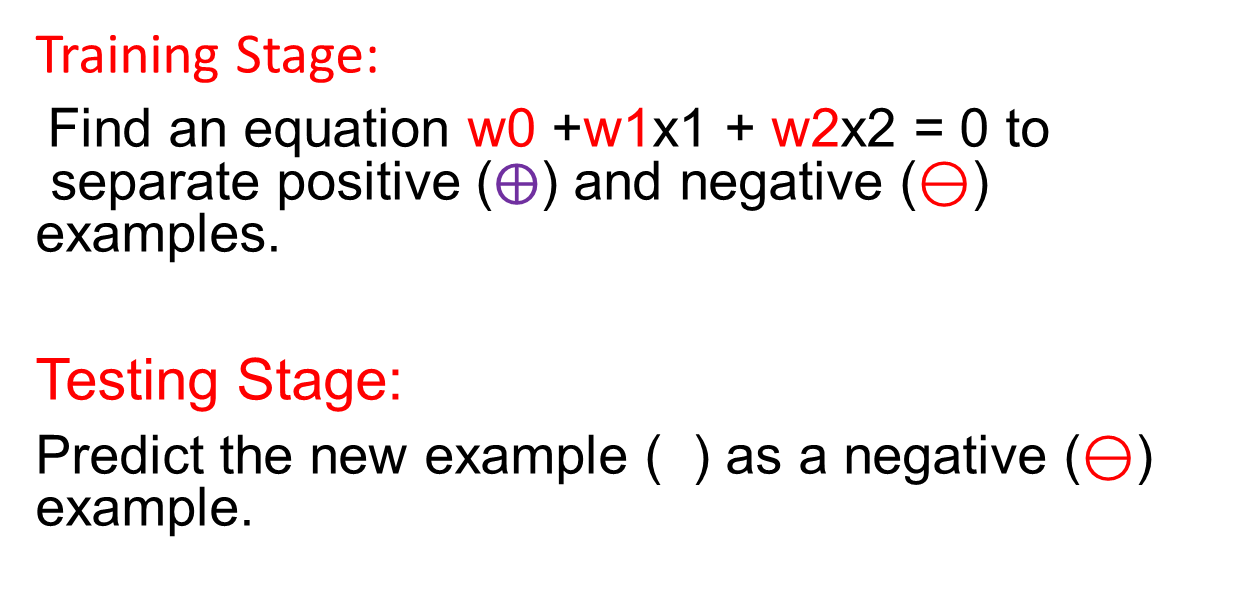 Training Stage:
Find an equation w0 +w1x1 + w2x2 = 0 to
separate positive (⊕) and negative (⊖)
examples.
Testing Stage:
Predict the new example ( ) as a negative (⊖)
example.